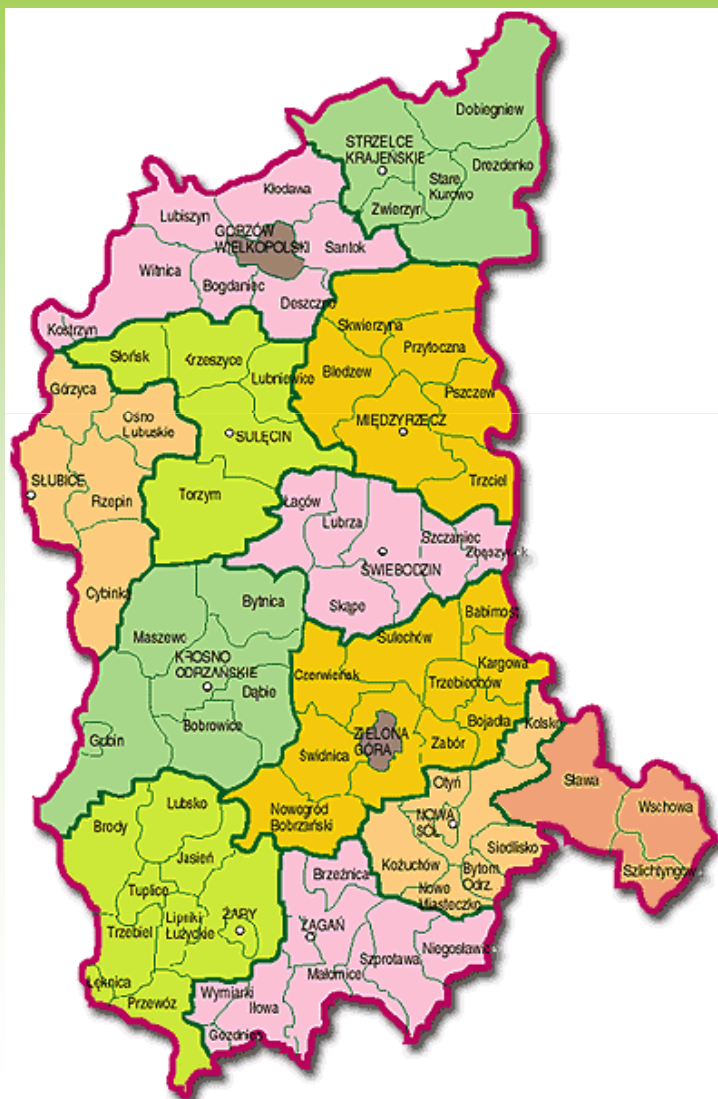 Dobiegniew
STRZELCE
KRAJEŃSKIE
Drezdenko
Stare
Kurowo
Zwierzyn
Kłodawa
Lubiszyn
GORZÓW
WIELKOPOLSKI
Santok
Witnica
Bogdaniec
Deszczno
Kostrzyn
Skwierzyna
Przytoczna
Słońsk
Krzeszyce
Lubniewice
Bledzew
Pszczew
Górzyca
Ośno
Lubuskie
MIĘDZYRZECZ
SULĘCIN
SŁUBICE
Rzepin
Torzym
Trzciel
Łagów
Lubrza
Szczaniec
ŚWIEBODZIN
Cybinka
Bytnica
Skąpe
Babimost
Maszewo
Sulechów
KROSNO
ODRZAŃSKIE
Czerwieńsk
Kargowa
Trzebiechów
Dąbie
Bobrowice
Bojadła
Kolsko
Gubin
ZIELONA
GÓRA
Zabór
Świdnica
Otyń
Sława
Lubsko
Nowogród
Bobrzański
NOWA
SÓL
Wschowa
Brody
Jasień
Siedlisko
Kożuchów
Bytom
Odrz.
Brzeźnica
Szlichtyngów
Tuplice
Nowe
Miasteczko
Lipniki
Łużyckie
ŻARY
ŻAGAŃ
Trzebiel
Niegosławic
Szprotawa
Małomice
Łęknica
Przewóz
Wymiarki
Iłowa
Gozdnica